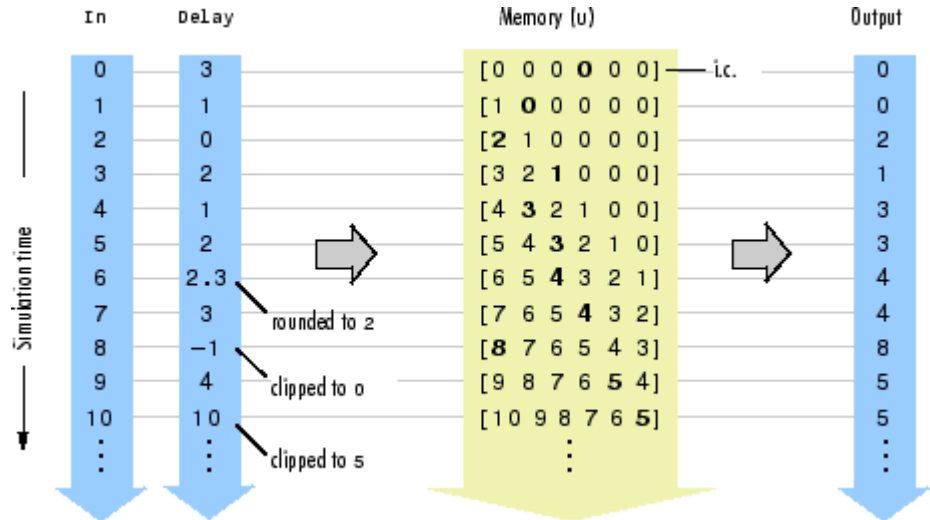 In Delay Memory (u) Output
0 3 [0 0 0 0 0 0] i.c. 0
1 1 [1 0 0 0 0 0] 0
2 0 [2 1 0 0 0 0] 2
3 2 [3 2 1 0 0 0] 1
4 1 [4 3 2 1 0 0] 3
5 2 [5 4 3 2 1 0] 3
6 2.3 [6 5 4 3 2 1] 4
rounded to 2
7 3 [7 6 5 4 3 2] 4
8 −1 [8 7 6 5 4 3] 8
clipped to 0
9 4 [9 8 7 6 5 4] 5
10 10 [10 9 8 7 6 5] 5
clipped to 5
Simulation time